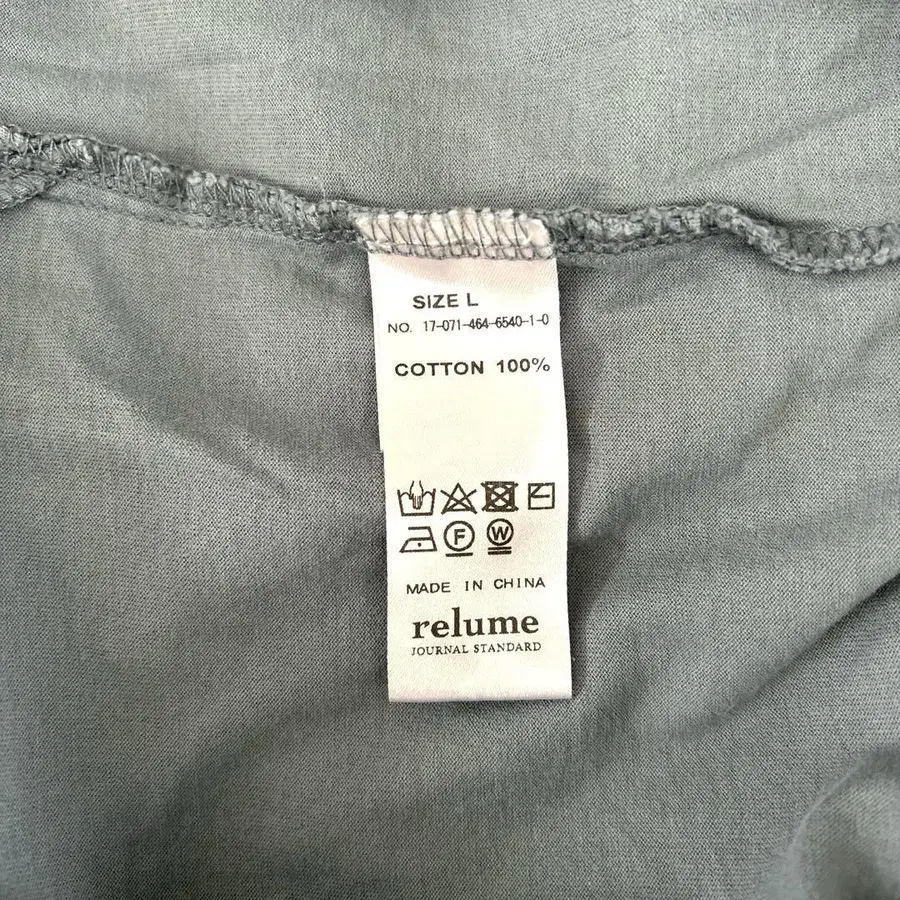 SIZE L
NO. 17-071-464-6540-1-0
COTTON 100%
F W
MADE IN CHINA
relume
JOURNAL STANDARD